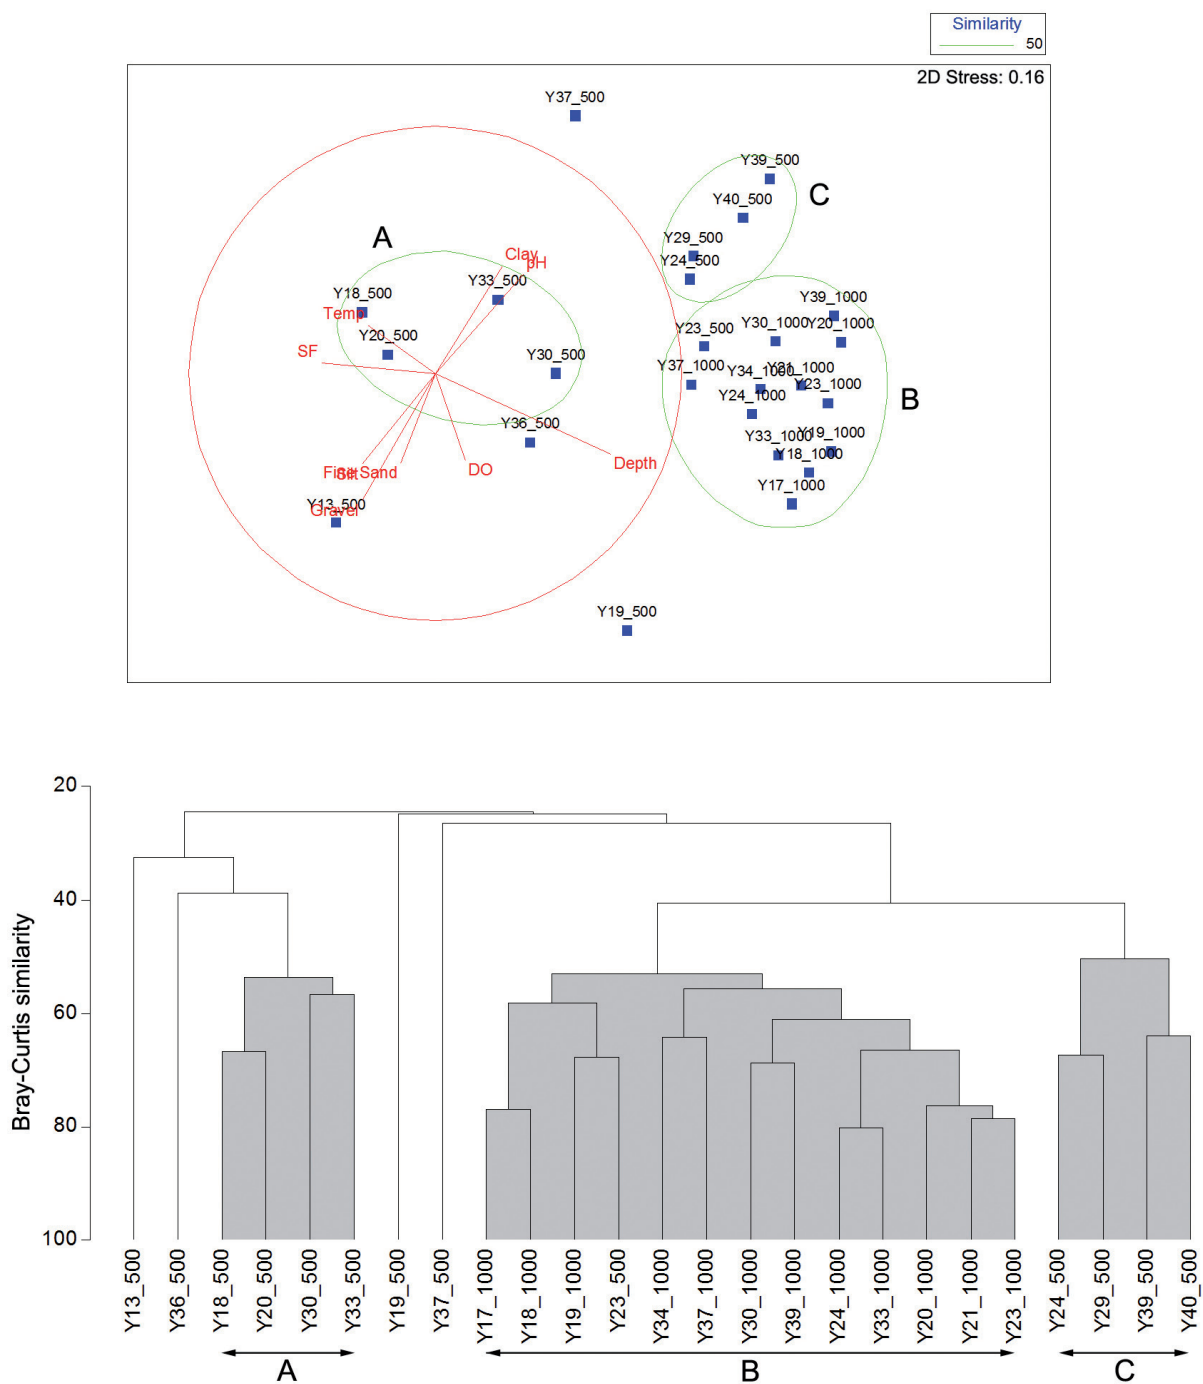 Similarity
50
2D Stress: 0.16
Y37_500
Y39_500
C
Y40_500
A
Y29_500
Clay
pH
Y24_500
Y33_500
Y18_500
Y39_1000
Temp
Y30_1000
Y20_1000
Y23_500
Y20_500
SF
Y30_500
Y37_1000
Y34_1000
Y21_1000
Y23_1000
B
Y24_1000
Y36_500
Y33_1000
Y19_1000
Y18_1000
Depth
DO
Fine Sand
Silt
Y17_1000
Y13_500
Gravel
Y19_500
20
40
60
80
100
Bray-Curtis similarity
Y13_500
Y36_500
Y18_500
Y20_500
Y30_500
Y33_500
Y19_500
Y37_500
Y17_1000
Y18_1000
Y19_1000
Y23_500
Y34_1000
Y37_1000
Y30_1000
Y39_1000
Y24_1000
Y33_1000
Y20_1000
Y21_1000
Y23_1000
Y24_500
Y29_500
Y39_500
Y40_500
A
B
C